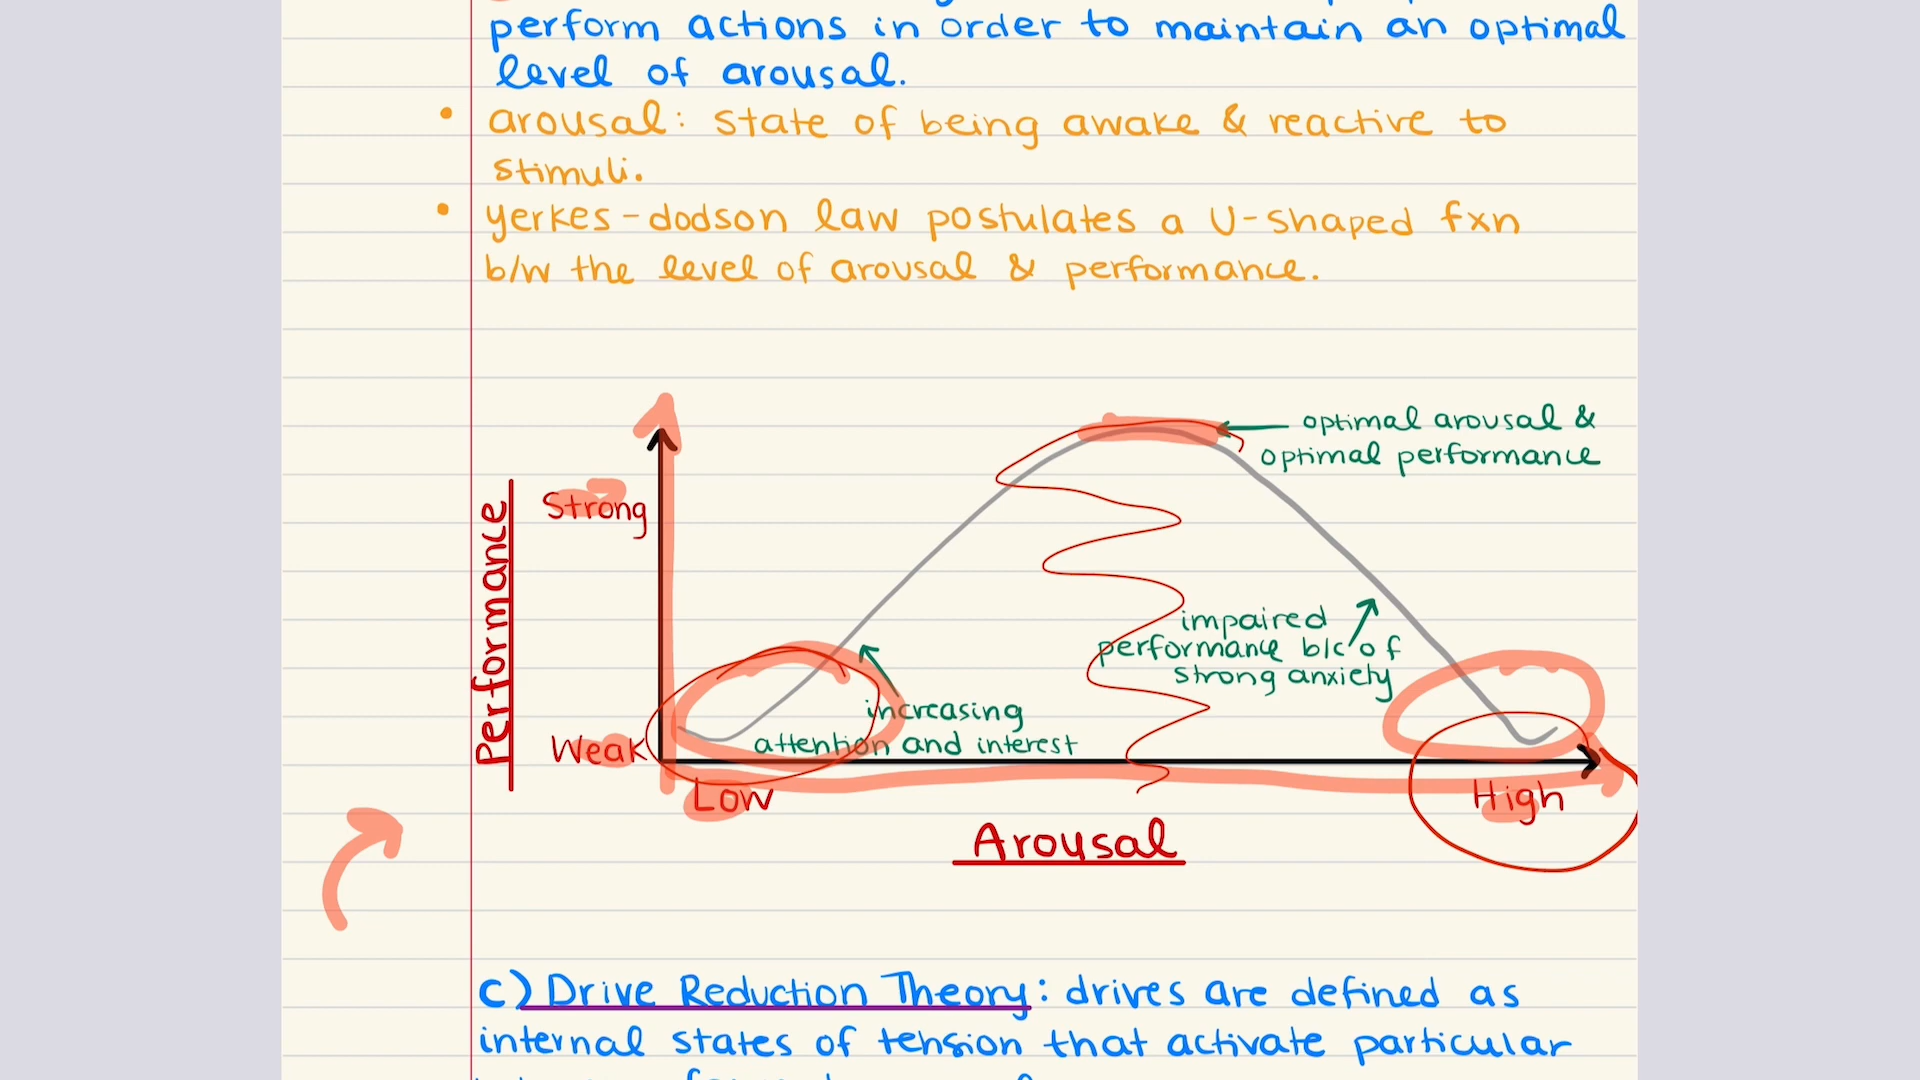 perform actions in order to maintain an optimal
level of arousal.
• arousal: state of being awake & reactive to
stimuli.
• yerkes-dodson law postulates a U-shaped fxn
b/w the level of arousal & performance.
optimal arousal &
optimal performance
Strong
Performance
impaired
performance b/c of
strong anxiety
increasing
attention and interest
Weak
Low
High
Arousal
c) Drive Reduction Theory: drives are defined as
internal states of tension that activate particular